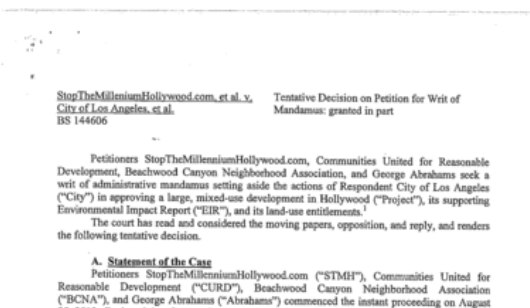 StopTheMilleniumHollywood.com, et al. v.
City of Los Angeles, et al.
BS 144606
Tentative Decision on Petition for Writ of
Mandamus: granted in part
Petitioners StopTheMillenniumHollywood.com, Communities United for Reasonable
Development, Beachwood Canyon Neighborhood Association, and George Abrahams seek a
writ of administrative mandamus setting aside the actions of Respondent City of Los Angeles
("City") in approving a large, mixed-use development in Hollywood ("Project"), its supporting
Environmental Impact Report ("EIR"), and its land-use entitlements.1
The court has read and considered the moving papers, opposition, and reply, and renders
the following tentative decision.
A. Statement of the Case
Petitioners StopTheMillenniumHollywood.com ("STMH"), Communities United for
Reasonable Development ("CURD"), Beachwood Canyon Neighborhood Association
("BCNA"), and George Abrahams ("Abrahams") commenced the instant proceeding on August